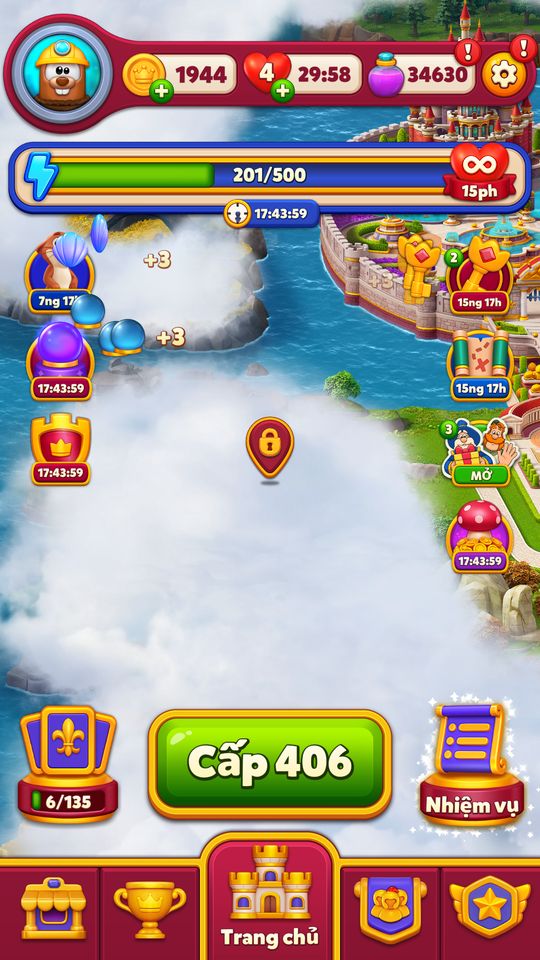 1944
4
29:58
34630
201/500
15ph
17:43:59
+3
7ng 17h
+3
2
15ng 17h
+3
17:43:59
15ng 17h
17:43:59
3
MỞ
17:43:59
Cấp 406
6/135
Nhiệm vụ
Trang chủ